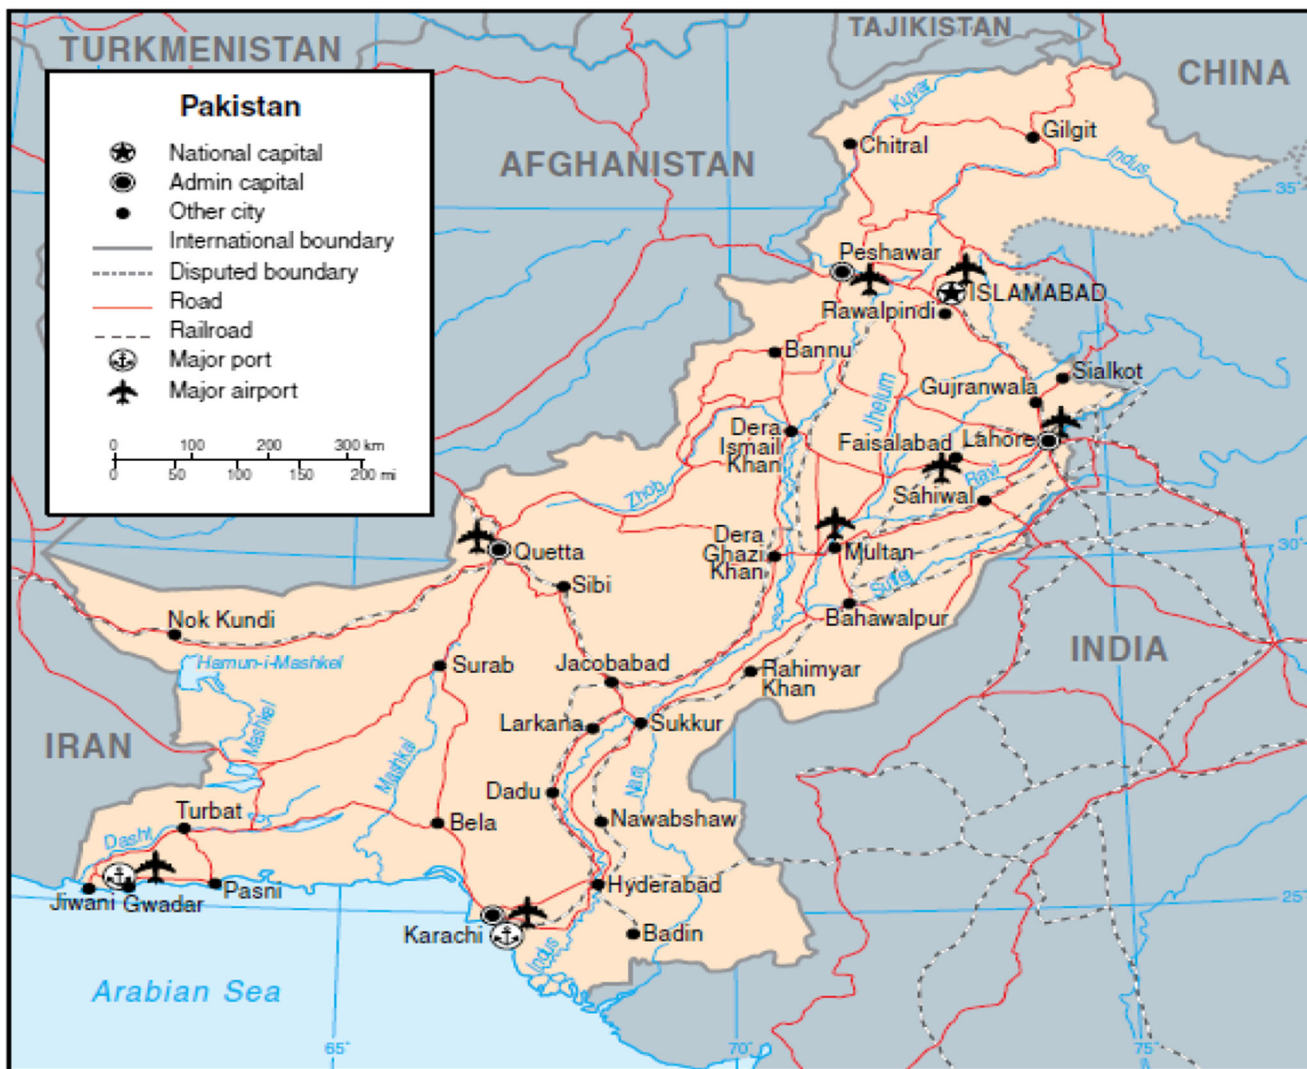 TURKMENISTAN
TAJIKISTAN
CHINA
AFGHANISTAN
Pakistan
National capital
Admin capital
Other city
International boundary
Disputed boundary
Road
Railroad
Major port
Major airport
0 100 200 300 km
0 50 100 150 200 mi
Kuvar
Chitral
Gilgit
Indus
35°
Peshawar
ISLAMABAD
Rawalpindi
Bannu
Sialkot
Gujranwala
Jhelum
Dera
Ismail
Khan
Faisalabad
Lahore
Ravi
Sáhiwal
Zhob
Quetta
Dera
Ghazi
Khan
Multan
30°
Sutlej
Sibi
Bahawalpur
Nok Kundi
Hamun-i-Mashkel
Surab
Jacobabad
Rahimyar
Khan
INDIA
Mashkel
Larkana
Sukkur
IRAN
Mashkai
Nara
Dadu
Turbat
Bela
Nawabshaw
Dasht
Jiwani
Gwadar
Pasni
Hyderabad
25°
Karachi
Badin
Indus
Arabian Sea
65°
70°
75°